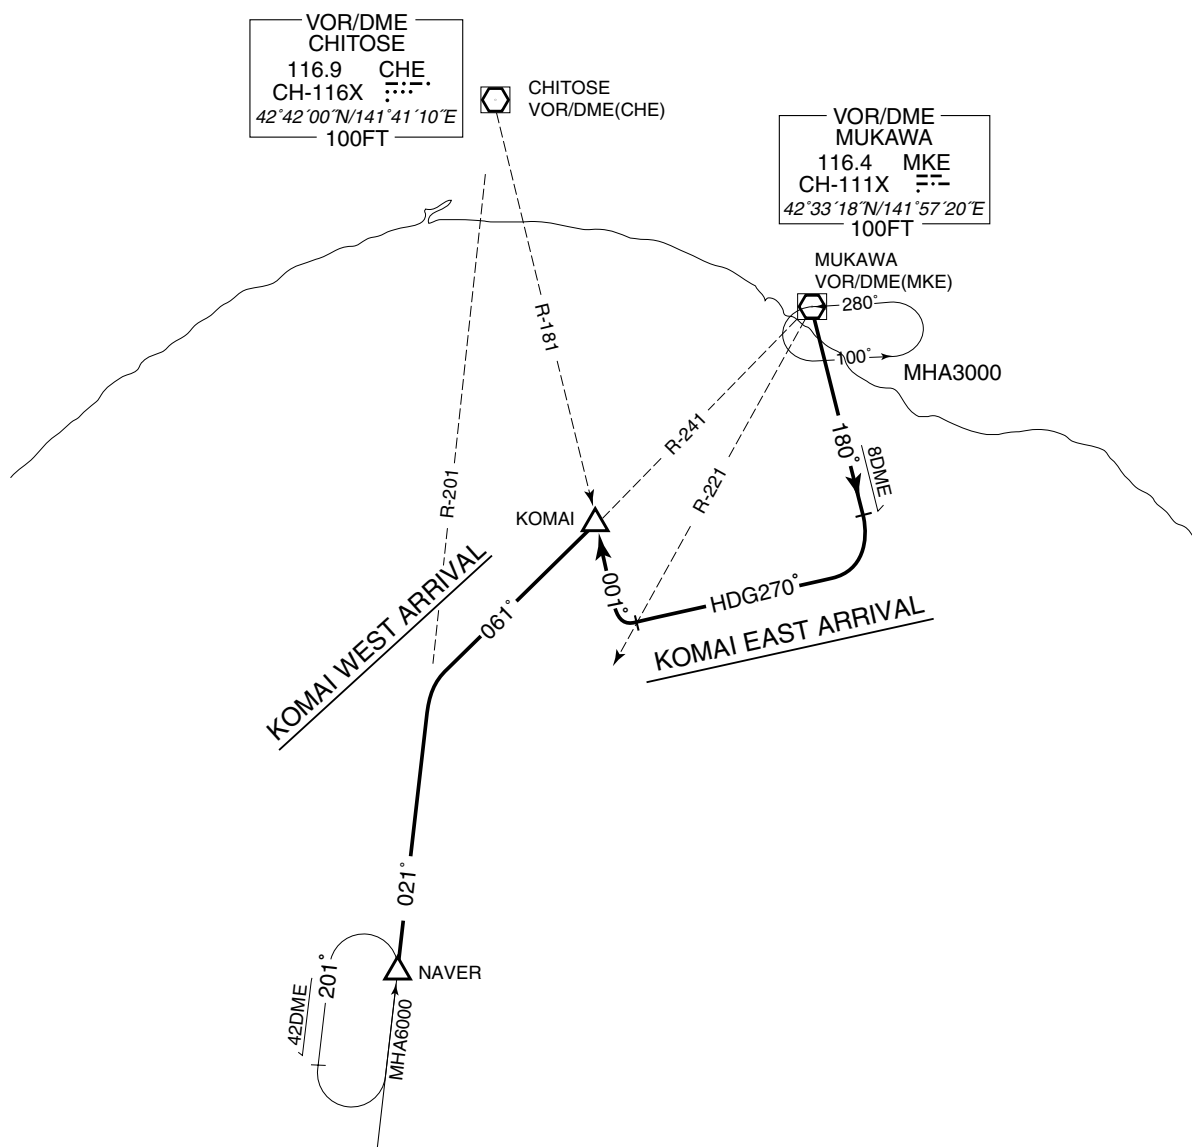 VOR/DME
CHITOSE
116.9 CHE
CH-116X
42°42´00˝N/141°41´10˝E
100FT
CHITOSE
VOR/DME(CHE)
VOR/DME
MUKAWA
116.4 MKE
CH-111X
42°33´18˝N/141°57´20˝E
100FT
MUKAWA
VOR/DME(MKE)
280°
100°
MHA3000
R-181
R-241
R-221
R-201
180°
8DME
KOMAI
001°
HDG270°
KOMAI EAST ARRIVAL
KOMAI WEST ARRIVAL
061°
021°
NAVER
201°
42DME
MHA6000